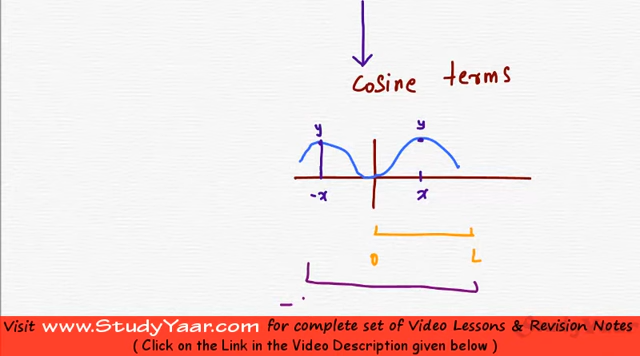 Cosine terms
y y
-x x
0 L
Visit www.StudyYaar.com for complete set of Video Lessons & Revision Notes
( Click on the Link in the Video Description given below )